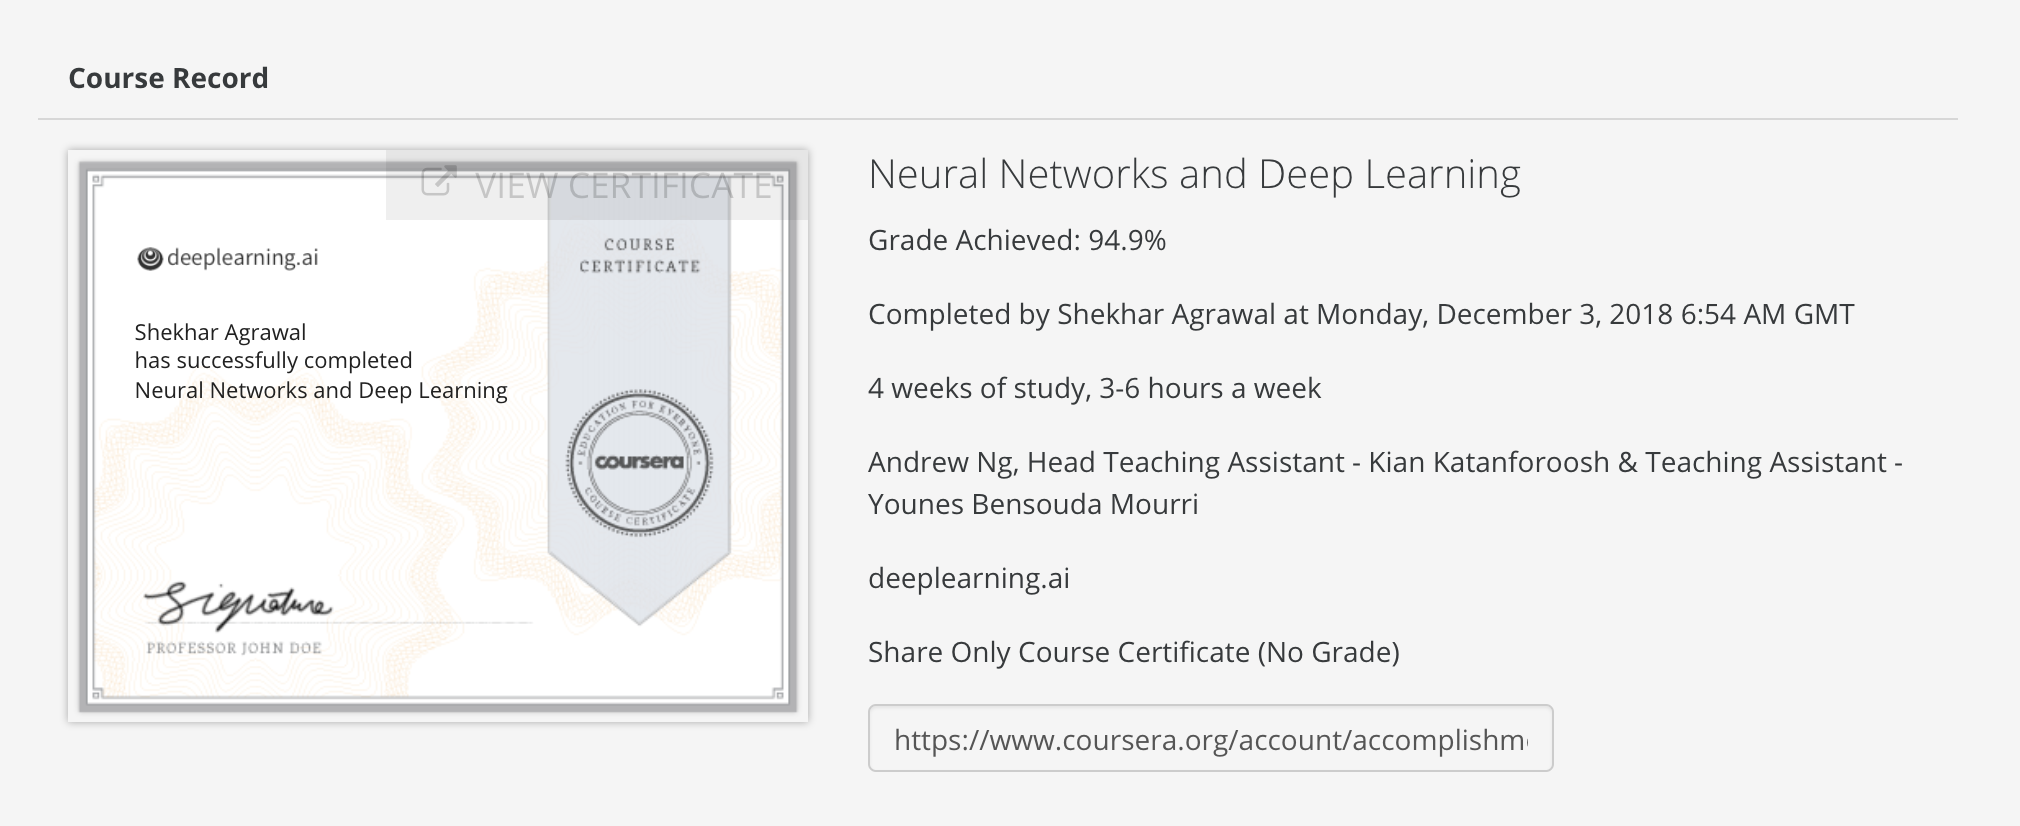 Course Record
VIEW CERTIFICATE
deeplearning.ai
COURSE
CERTIFICATE
Shekhar Agrawal
has successfully completed
Neural Networks and Deep Learning
EDUCATION FOR EVERYONE
coursera
COURSE CERTIFICATE
Signature
PROFESSOR JOHN DOE
Neural Networks and Deep Learning
Grade Achieved: 94.9%
Completed by Shekhar Agrawal at Monday, December 3, 2018 6:54 AM GMT
4 weeks of study, 3-6 hours a week
Andrew Ng, Head Teaching Assistant - Kian Katanforoosh & Teaching Assistant -
Younes Bensouda Mourri
deeplearning.ai
Share Only Course Certificate (No Grade)
https://www.coursera.org/account/accomplishm